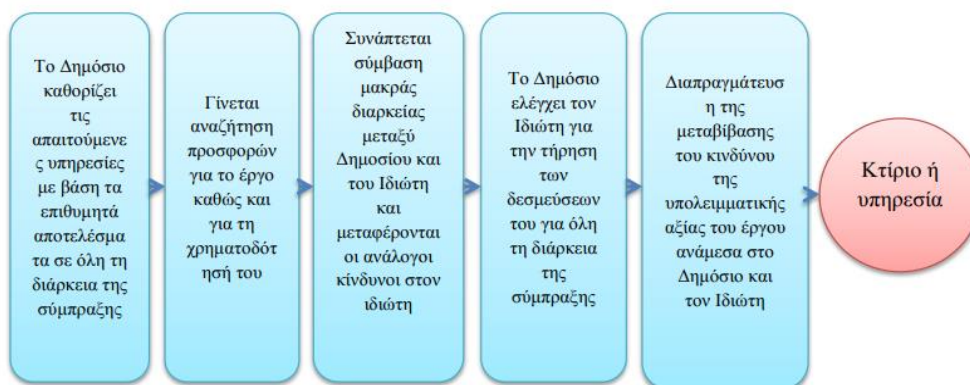 Το Δημόσιο
καθορίζει
τις
απαιτούμενε
ς υπηρεσίες
με βάση τα
επιθυμητά
αποτελέσμα
τα σε όλη τη
διάρκεια της
σύμπραξης
Γίνεται
αναζήτηση
προσφορών
για το έργο
καθώς και
για τη
χρηματοδότ
ησή του
Συνάπτεται
σύμβαση
μακράς
διαρκείας
μεταξύ
Δημοσίου και
του Ιδιώτη
και
μεταφέρονται
οι ανάλογοι
κίνδυνοι στον
ιδιώτη
Το Δημόσιο
ελέγχει τον
Ιδιώτη για
την τήρηση
των
δεσμεύσεων
του για όλη
τη διάρκεια
της
σύμπραξης
Διαπραγμάτευσ
η της
μεταβίβασης
του κινδύνου
της
υπολειμματικής
αξίας του έργου
ανάμεσα στο
Δημόσιο και
τον Ιδιώτη
Κτίριο ή
υπηρεσία